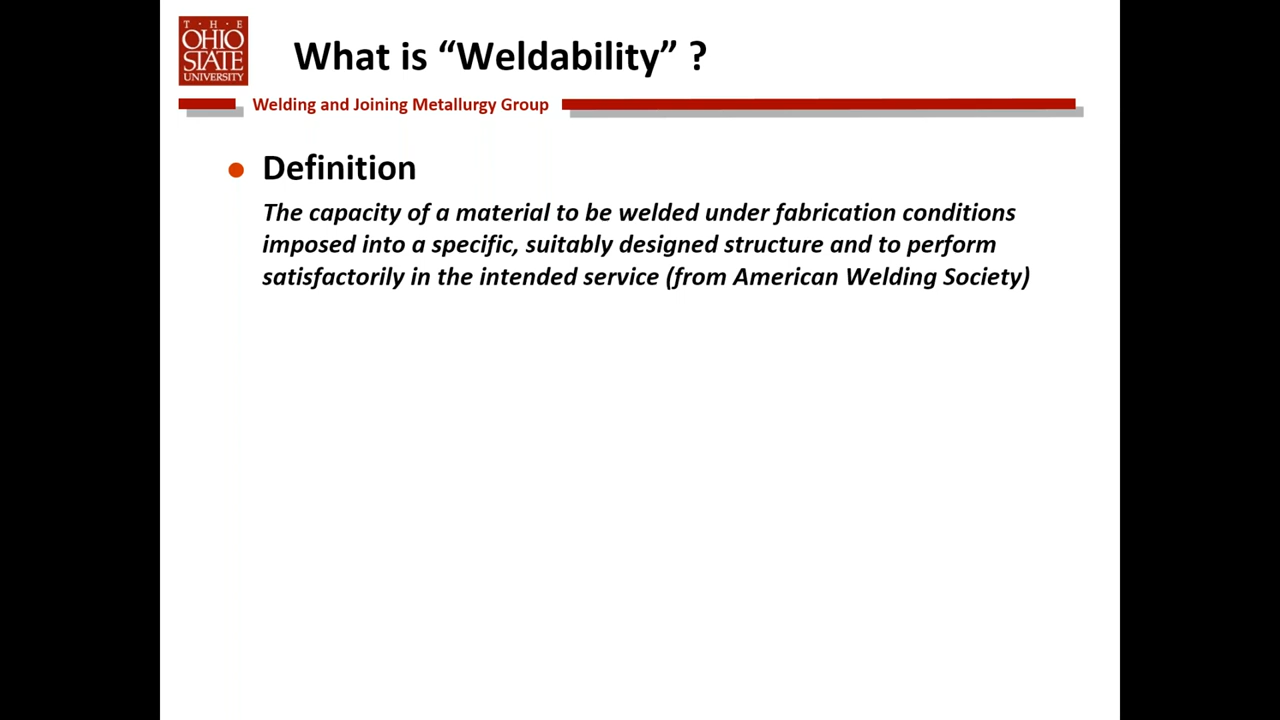 T · H · E
OHIO
STATE
UNIVERSITY
What is “Weldability” ?
Welding and Joining Metallurgy Group
Definition
The capacity of a material to be welded under fabrication conditions
imposed into a specific, suitably designed structure and to perform
satisfactorily in the intended service (from American Welding Society)